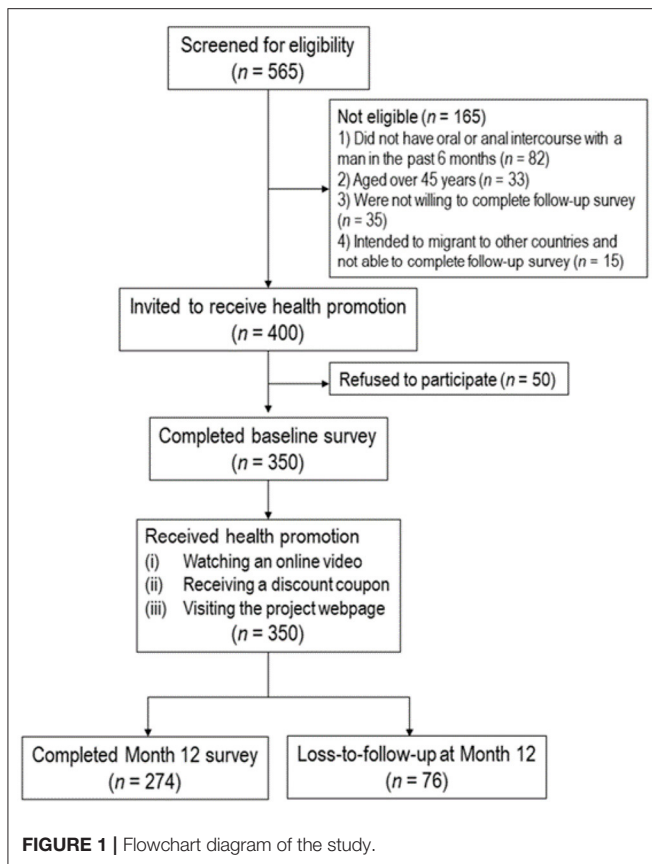 Screened for eligibility
(n = 565)
Not eligible (n = 165)
1) Did not have oral or anal intercourse with a
man in the past 6 months (n = 82)
2) Aged over 45 years (n = 33)
3) Were not willing to complete follow-up survey
(n = 35)
4) Intended to migrant to other countries and
not able to complete follow-up survey (n = 15)
Invited to receive health promotion
(n = 400)
Refused to participate (n = 50)
Completed baseline survey
(n = 350)
Received health promotion
(i) Watching an online video
(ii) Receiving a discount coupon
(iii) Visiting the project webpage
(n = 350)
Completed Month 12 survey
(n = 274)
Loss-to-follow-up at Month 12
(n = 76)
FIGURE 1 | Flowchart diagram of the study.